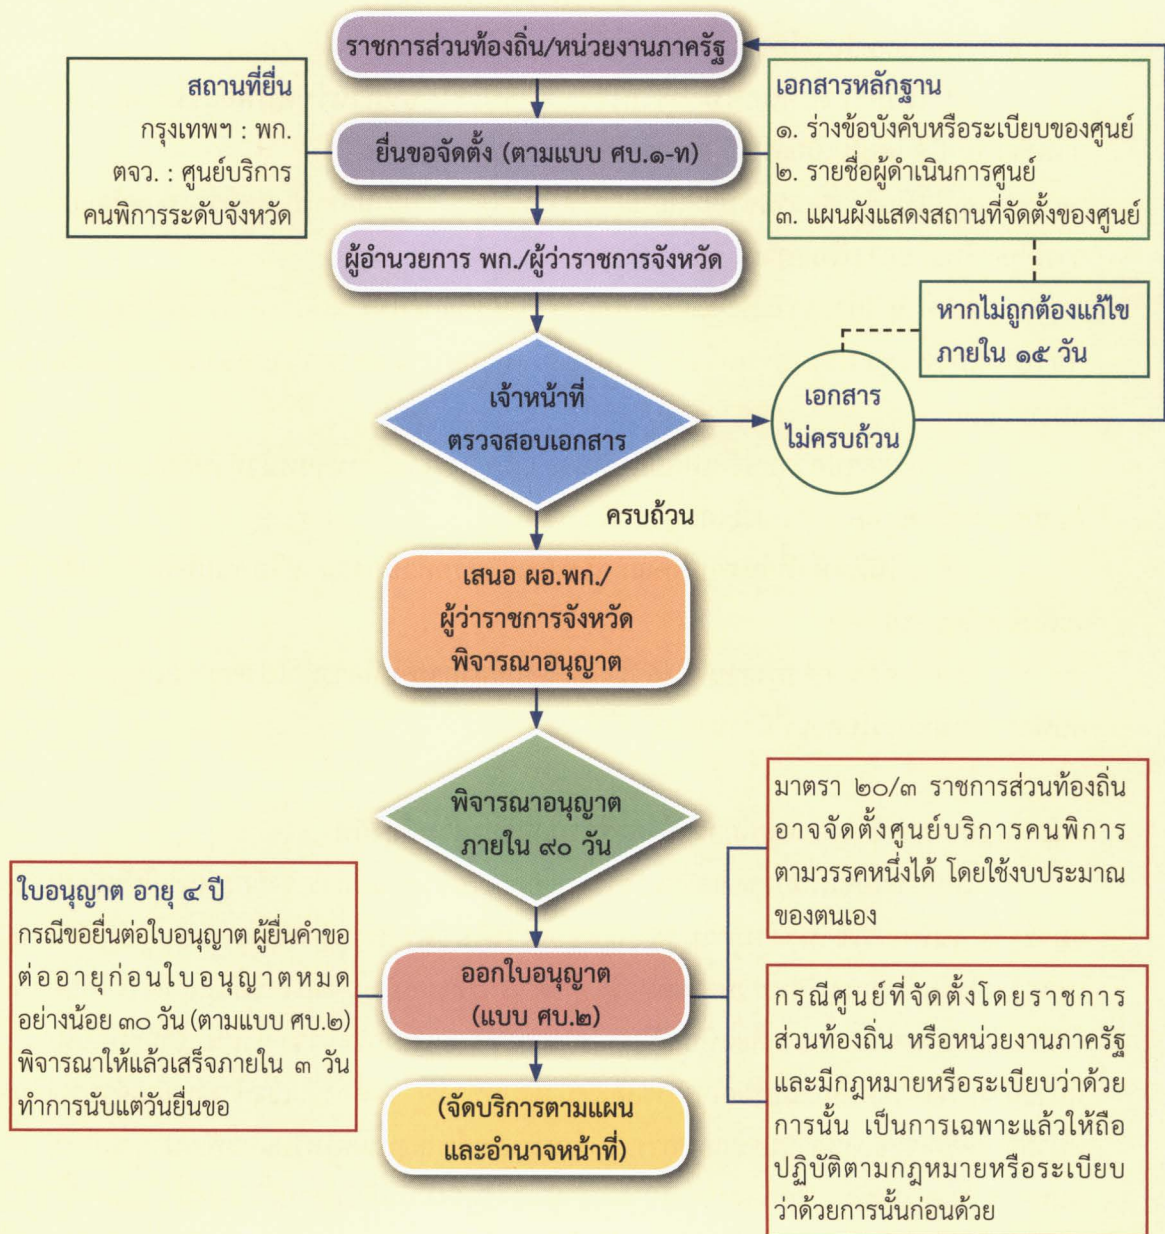 ราชการส่วนท้องถิ่น/หน่วยงานภาครัฐ
สถานที่ยื่น
กรุงเทพฯ : พก.
ตจว. : ศูนย์บริการ
คนพิการระดับจังหวัด
ยื่นขอจัดตั้ง (ตามแบบ ศบ.๑-ท)
เอกสารหลักฐาน
๑. ร่างข้อบังคับหรือระเบียบของศูนย์
๒. รายชื่อผู้ดำเนินการศูนย์
๓. แผนผังแสดงสถานที่จัดตั้งของศูนย์
ผู้อำนวยการ พก./ผู้ว่าราชการจังหวัด
หากไม่ถูกต้องแก้ไข
ภายใน ๑๕ วัน
เจ้าหน้าที่
ตรวจสอบเอกสาร
เอกสาร
ไม่ครบถ้วน
ครบถ้วน
เสนอ ผอ.พก./
ผู้ว่าราชการจังหวัด
พิจารณาอนุญาต
พิจารณาอนุญาต
ภายใน ๙๐ วัน
มาตรา ๒๐/๓ ราชการส่วนท้องถิ่น
อาจจัดตั้งศูนย์บริการคนพิการ
ตามวรรคหนึ่งได้ โดยใช้งบประมาณ
ของตนเอง
ใบอนุญาต อายุ ๔ ปี
กรณีขอยื่นต่อใบอนุญาต ผู้ยื่นคำขอ
ต่ออายุก่อนใบอนุญาตหมด
อย่างน้อย ๓๐ วัน (ตามแบบ ศบ.๒)
พิจารณาให้แล้วเสร็จภายใน ๓ วัน
ทำการนับแต่วันยื่นขอ
ออกใบอนุญาต
(แบบ ศบ.๒)
กรณีศูนย์ที่จัดตั้งโดยราชการ
ส่วนท้องถิ่น หรือหน่วยงานภาครัฐ
และมีกฎหมายหรือระเบียบว่าด้วย
การนั้น เป็นการเฉพาะแล้วให้ถือ
ปฏิบัติตามกฎหมายหรือระเบียบ
ว่าด้วยการนั้นก่อนด้วย
(จัดบริการตามแผน
และอำนาจหน้าที่)